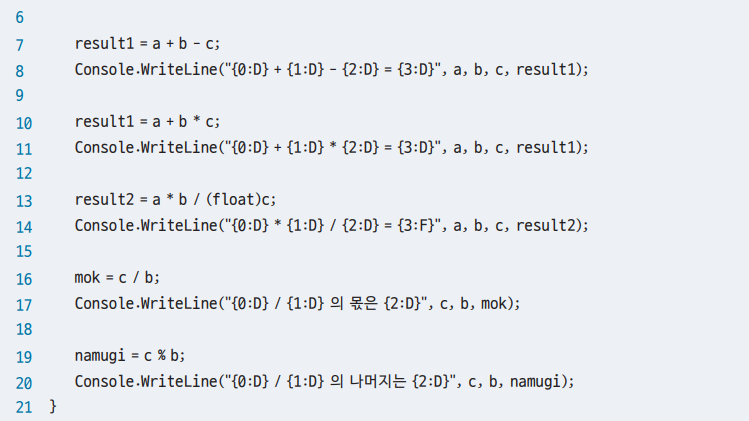 6
7 result1 = a + b - c;
8 Console.WriteLine("{0:D} + {1:D} - {2:D} = {3:D}", a, b, c, result1);
9
10 result1 = a + b * c;
11 Console.WriteLine("{0:D} + {1:D} * {2:D} = {3:D}", a, b, c, result1);
12
13 result2 = a * b / (float)c;
14 Console.WriteLine("{0:D} * {1:D} / {2:D} = {3:F}", a, b, c, result2);
15
16 mok = c / b;
17 Console.WriteLine("{0:D} / {1:D} 의 몫은 {2:D}", c, b, mok);
18
19 namugi = c % b;
20 Console.WriteLine("{0:D} / {1:D} 의 나머지는 {2:D}", c, b, namugi);
21 }